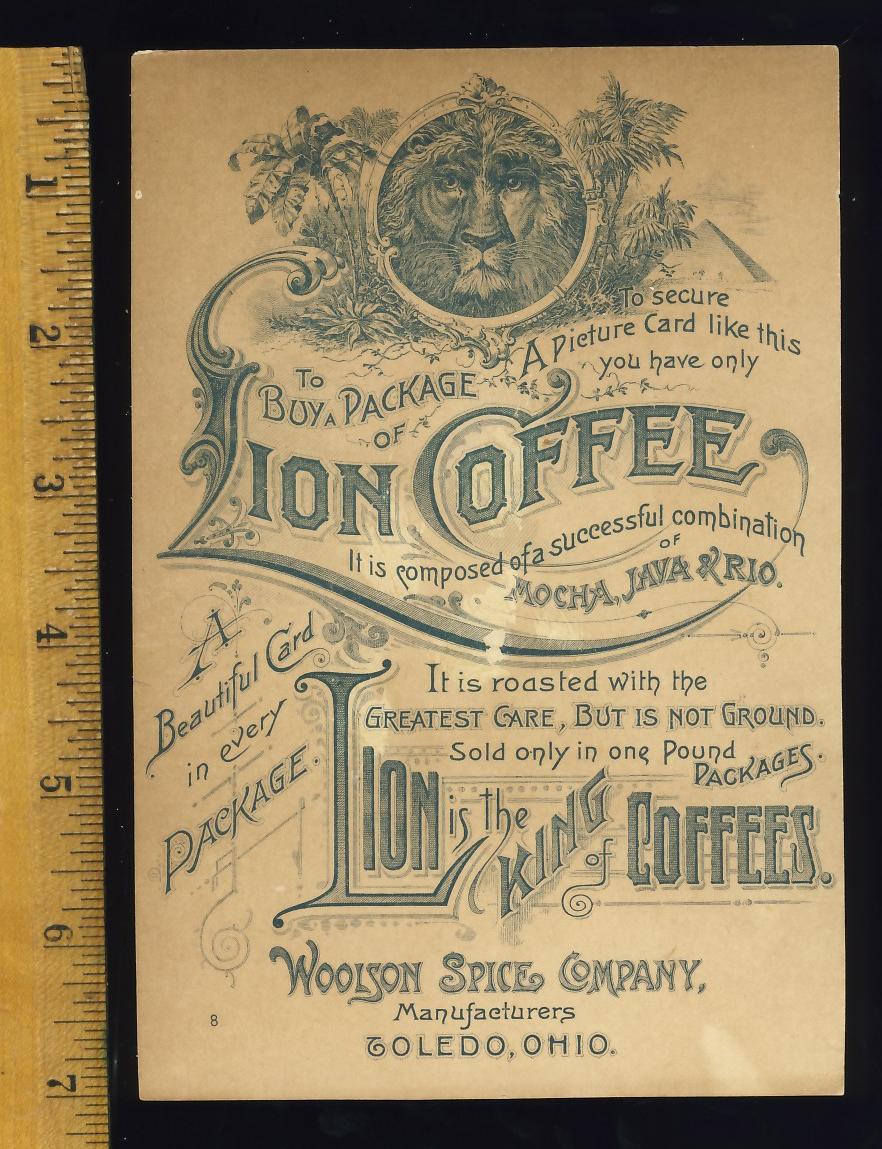 To secure
A Picture Card like this
you have only
To
BUY A PACKAGE
OF
LION COFFEE
It is composed of a successful combination
OF
MOCHA, JAVA & RIO.
A
Beautiful Card
in every
PACKAGE.
It is roasted with the
GREATEST CARE, BUT IS NOT GROUND.
Sold only in one Pound
PACKAGES.
LION is the KING of COFFEES.
WOOLSON SPICE COMPANY,
Manufacturers
TOLEDO, OHIO.
8
1
2
3
4
5
6
7